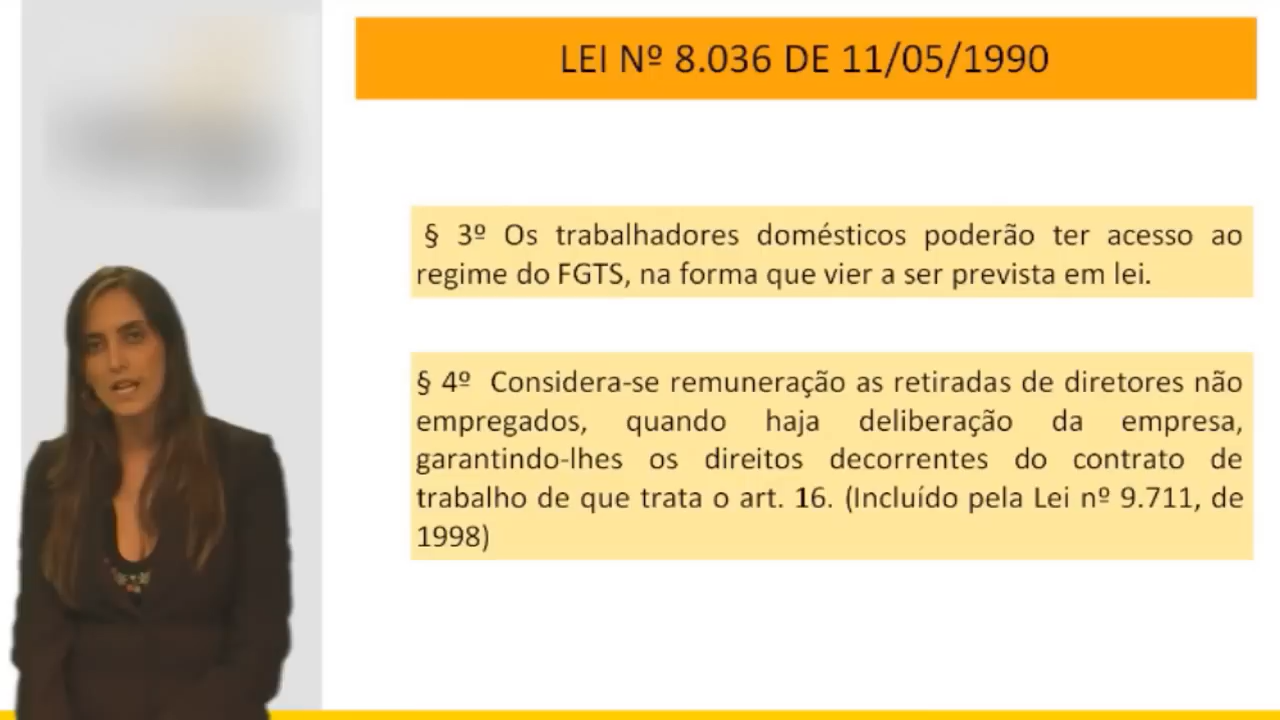 LEI Nº 8.036 DE 11/05/1990
§ 3º Os trabalhadores domésticos poderão ter acesso ao
regime do FGTS, na forma que vier a ser prevista em lei.
§ 4º Considera-se remuneração as retiradas de diretores não
empregados, quando haja deliberação da empresa,
garantindo-lhes os direitos decorrentes do contrato de
trabalho de que trata o art. 16. (Incluído pela Lei nº 9.711, de
1998)